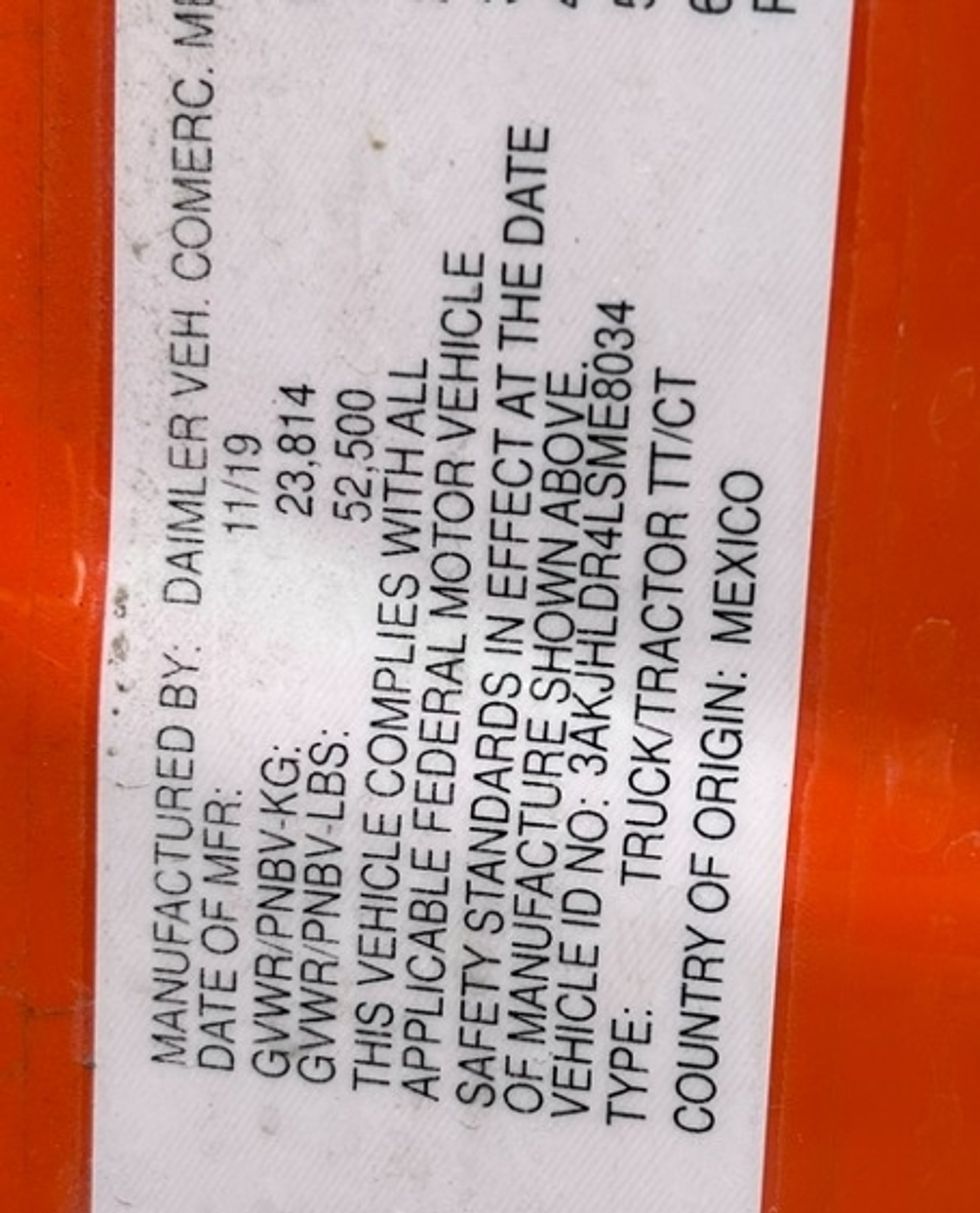 MANUFACTURED BY: DAIMLER VEH. COMERC.
DATE OF MFR: 11/19
GVWR/PNBV-KG: 23,814
GVWR/PNBV-LBS: 52,500
THIS VEHICLE COMPLIES WITH ALL
APPLICABLE FEDERAL MOTOR VEHICLE
SAFETY STANDARDS IN EFFECT AT THE DATE
OF MANUFACTURE SHOWN ABOVE.
VEHICLE ID NO: 3AKJHLDR4LSME8034
TYPE: TRUCK/TRACTOR TT/CT
COUNTRY OF ORIGIN: MEXICO